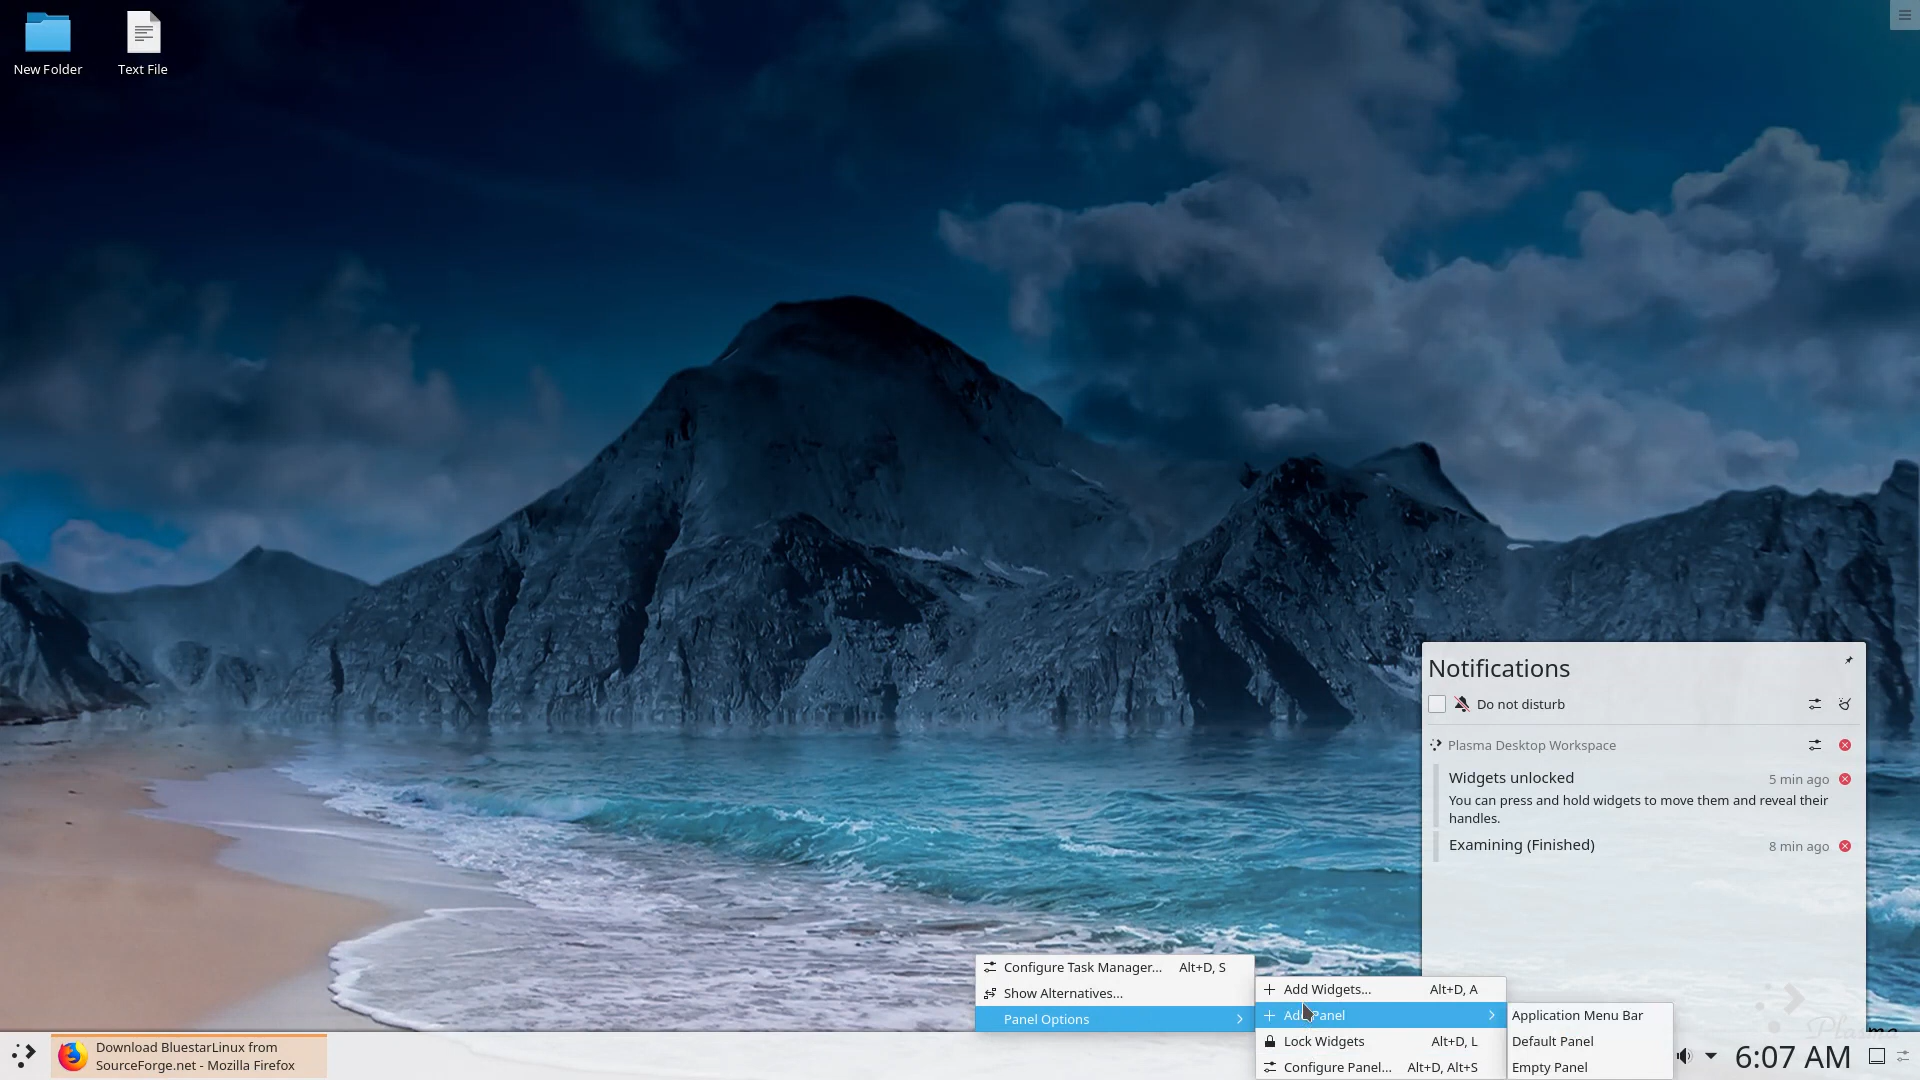 New Folder
Text File
Notifications
Do not disturb
Plasma Desktop Workspace
Widgets unlocked
5 min ago
You can press and hold widgets to move them and reveal their
handles.
Examining (Finished)
8 min ago
Plasma
Configure Task Manager... Alt+D, S
Show Alternatives...
Panel Options
Add Widgets... Alt+D, A
Add Panel
Lock Widgets Alt+D, L
Configure Panel... Alt+D, Alt+S
Application Menu Bar
Default Panel
Empty Panel
Download BluestarLinux from
SourceForge.net - Mozilla Firefox
6:07 AM